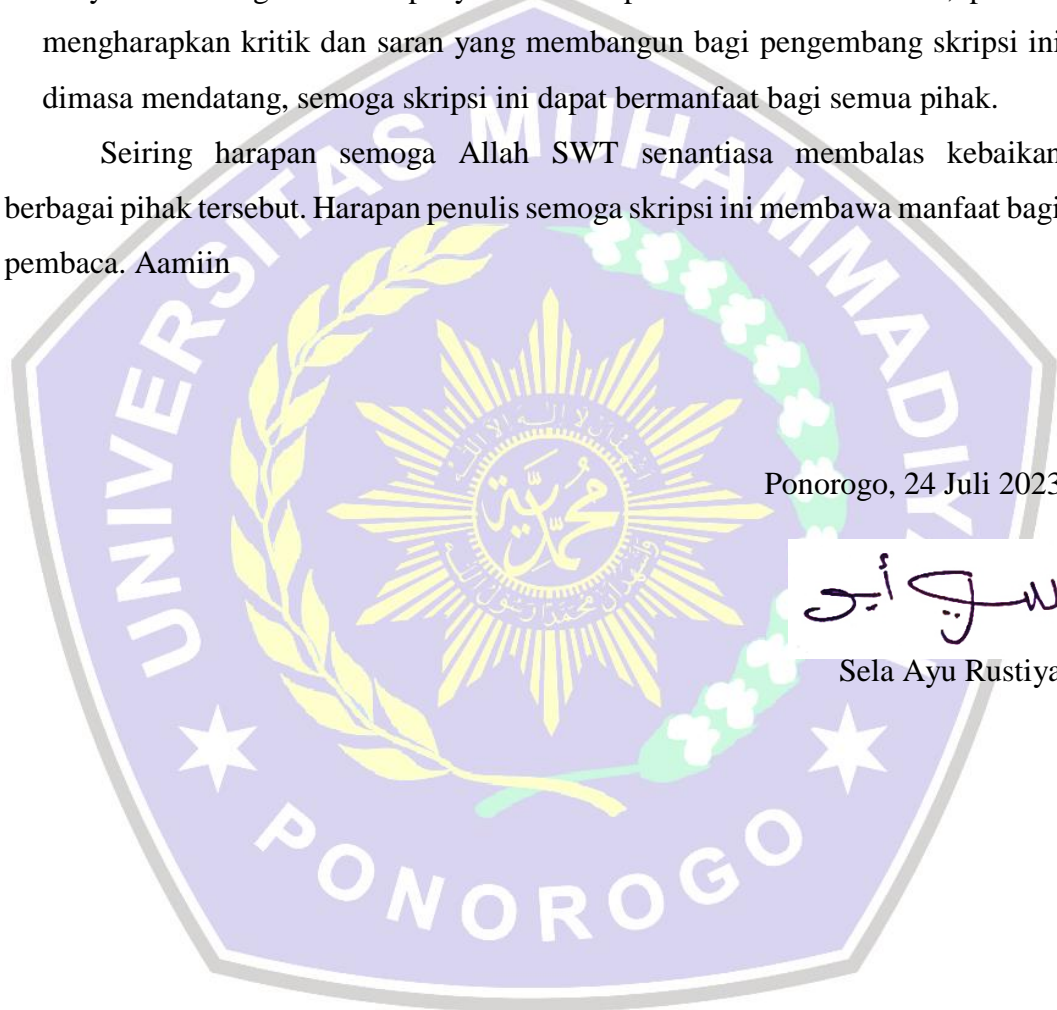 mengharapkan kritik dan saran yang membangun bagi pengembang skripsi ini
dimasa mendatang, semoga skripsi ini dapat bermanfaat bagi semua pihak.
Seiring harapan semoga Allah SWT senantiasa membalas kebaikan
berbagai pihak tersebut. Harapan penulis semoga skripsi ini membawa manfaat bagi
pembaca. Aamiin
UNIVERSITAS MUHAMMADIYAH
Ponorogo, 24 Juli 2023
Sela Ayu Rustiya
PONOROGO